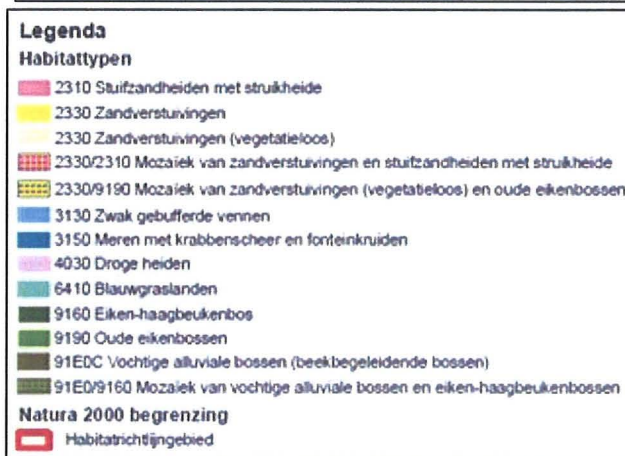 Legenda
Habitattypen
2310 Stuifzandheiden met struikheide
2330 Zandverstuivingen
2330 Zandverstuivingen (vegetatieloos)
2330/2310 Mozaïek van zandverstuivingen en stuifzandheiden met struikheide
2330/9190 Mozaïek van zandverstuivingen (vegetatieloos) en oude eikenbossen
3130 Zwak gebufferde vennen
3150 Meren met krabbenscheer en fonteinkruiden
4030 Droge heiden
6410 Blauwgraslanden
9160 Eiken-haagbeukenbos
9190 Oude eikenbossen
91E0C Vochtige alluviale bossen (beekbegeleidende bossen)
91E0/9160 Mozaïek van vochtige alluviale bossen en eiken-haagbeukenbossen
Natura 2000 begrenzing
Habitatrichtlijngebied